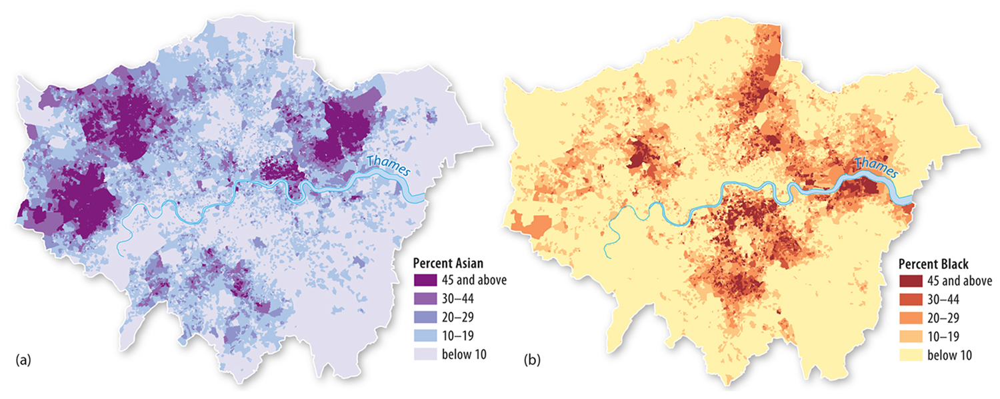 Thames
Percent Asian
45 and above
30–44
20–29
10–19
below 10
(a)
Thames
Percent Black
45 and above
30–44
20–29
10–19
below 10
(b)